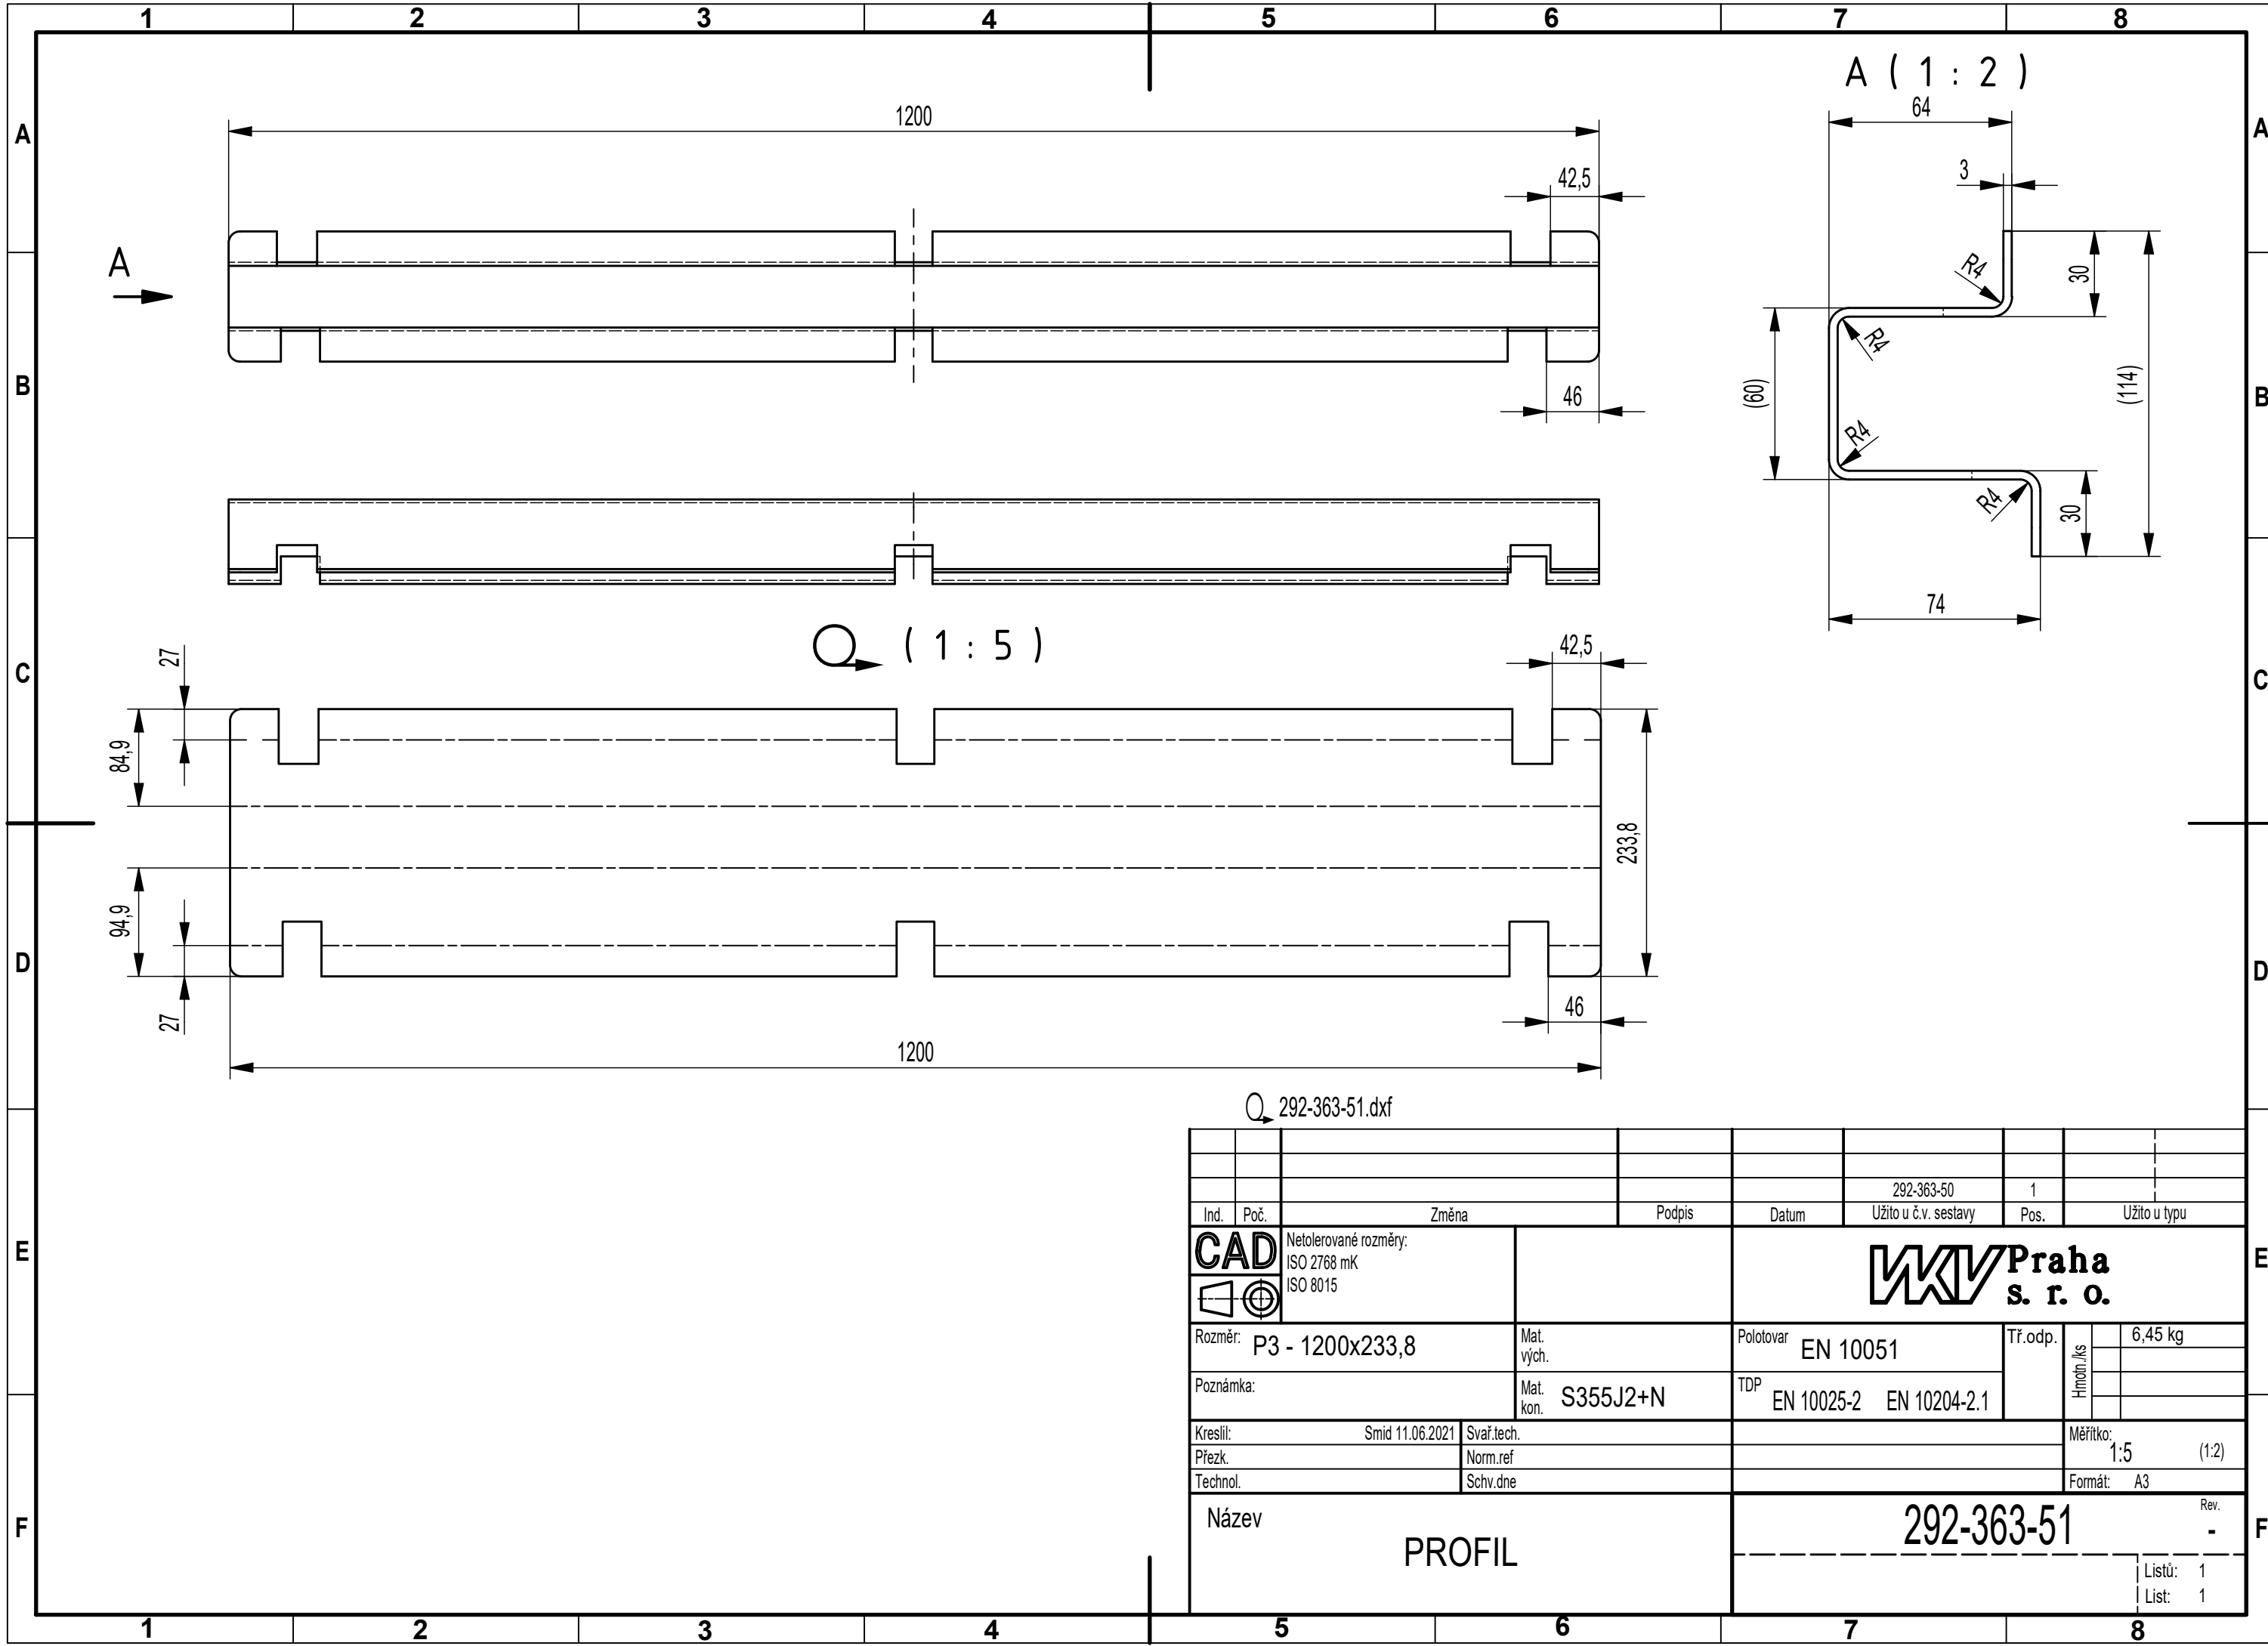 1 2 3 4 5 6 7 8
A A
B B
C C
D D
E E
F F
A ( 1 : 2 )
1200
42,5
A
46
64
3
R4
30
R4
(60)
(114)
R4
R4
30
74
( 1 : 5 )
27
42,5
84,9
233,8
94,9
27
46
1200
292-363-51.dxf
292-363-50 1
Ind. Poč. Změna Podpis Datum Užito u č.v. sestavy Pos. Užito u typu
CAD
Netolerované rozměry:
ISO 2768 mK
ISO 8015
VKV Praha
s. r. o.
Rozměr: P3 - 1200x233,8
Mat.
vých.
Polotovar EN 10051
Tř.odp.
Hmotn./ks
6,45 kg
Poznámka:
Mat.
kon. S355J2+N
TDP EN 10025-2 EN 10204-2.1
Kreslil: Smid 11.06.2021 Svař.tech.
Měřítko: 1:5 (1:2)
Přezk. Norm.ref
Technol. Schv.dne
Formát: A3
Název
PROFIL
292-363-51
Rev.
-
Listů: 1
List: 1
1 2 3 4 5 6 7 8